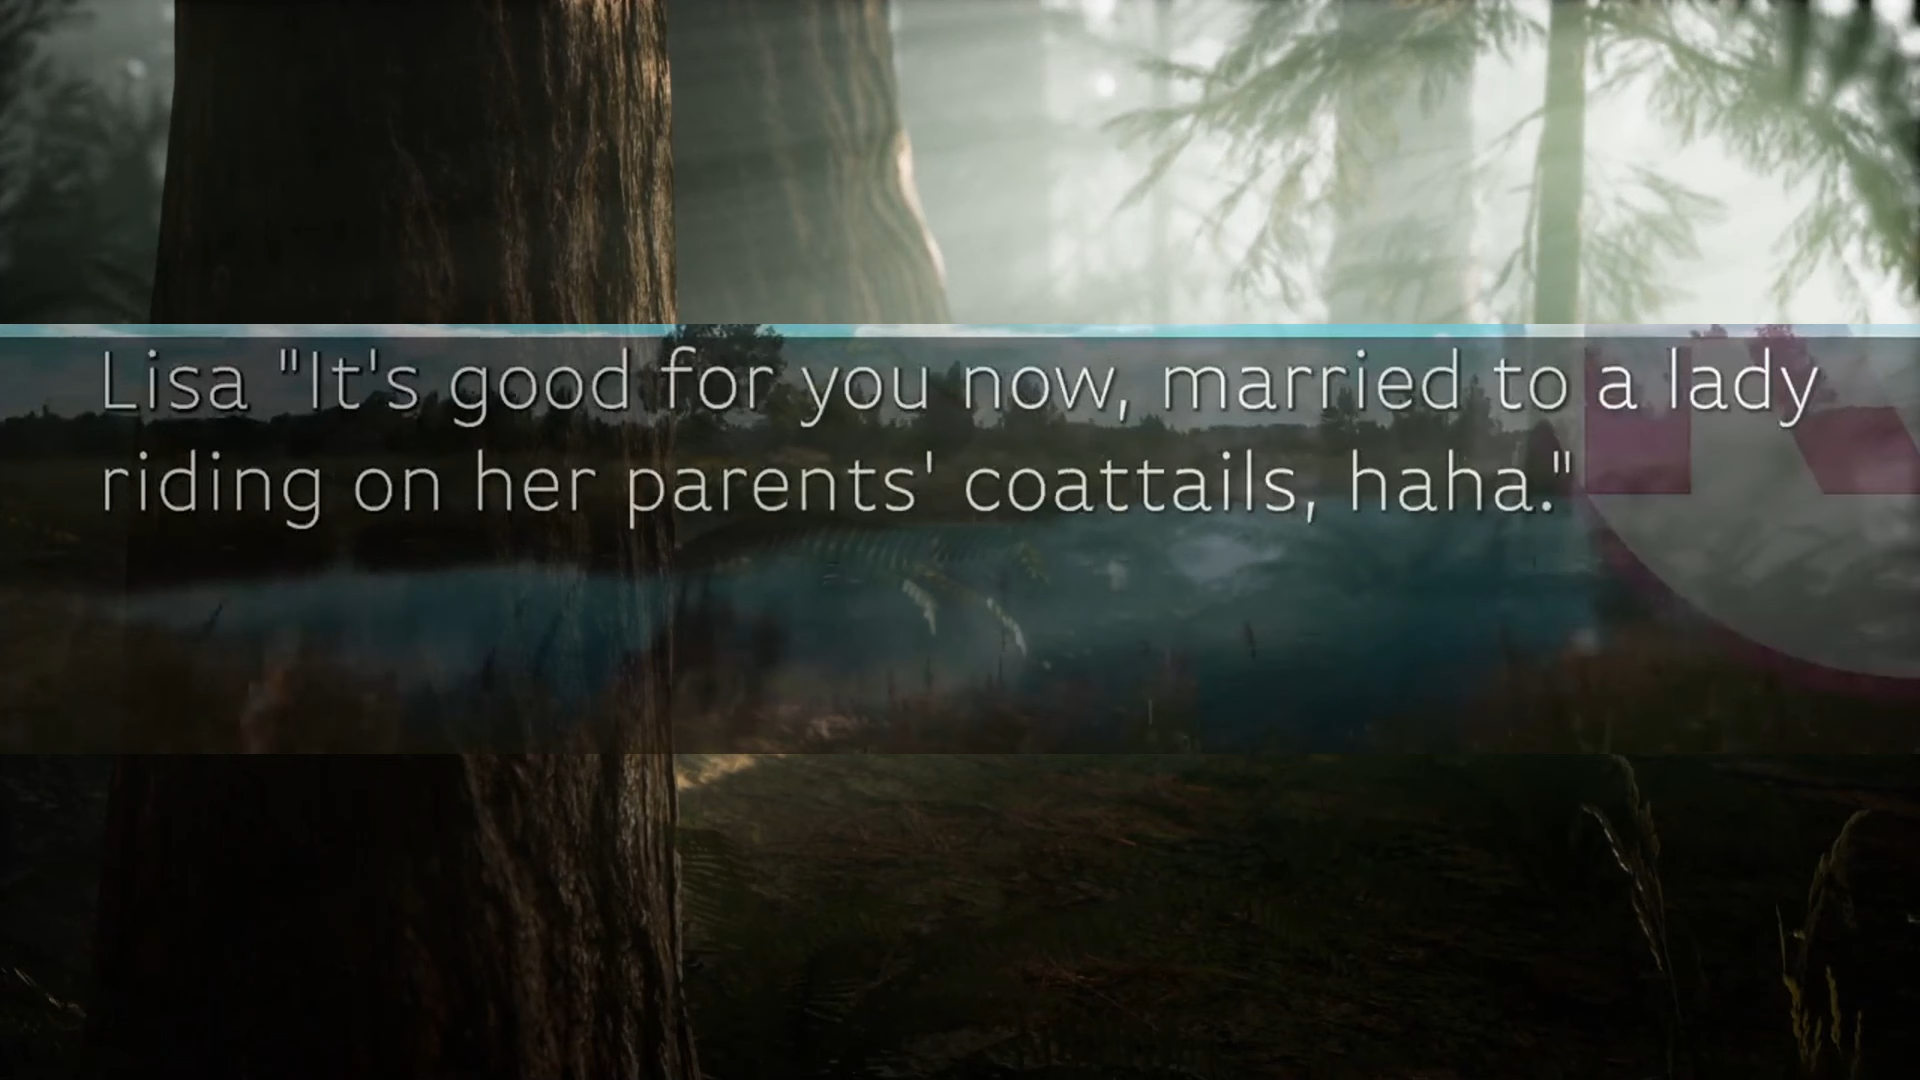 Lisa "It's good for you now, married to a lady
riding on her parents' coattails, haha."